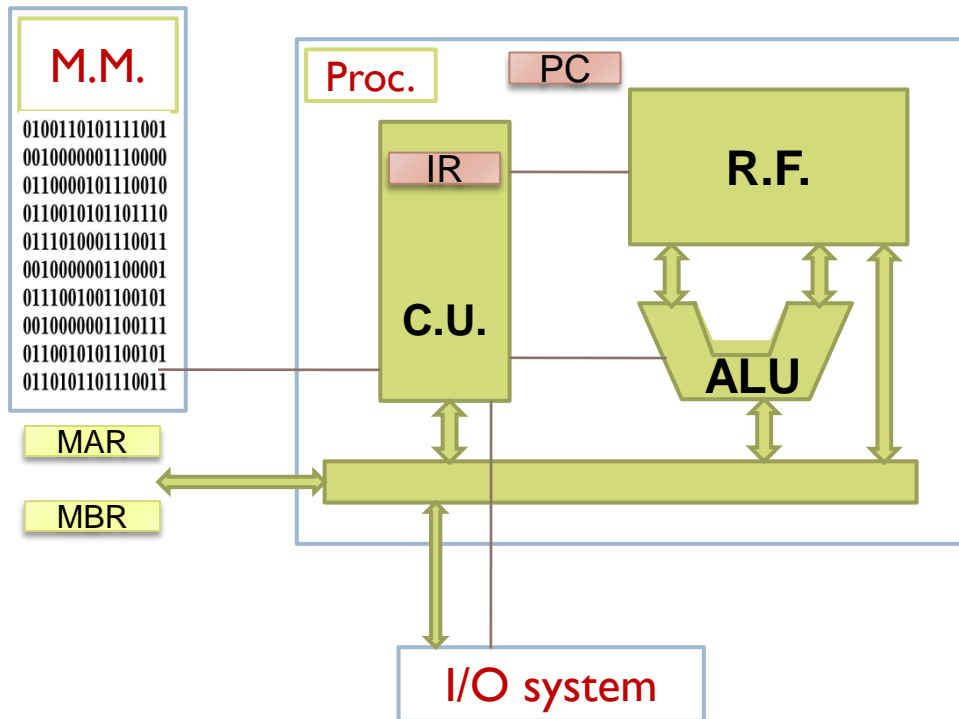 M.M.
0100110101111001
0010000001110000
0110000101110010
0110010101101110
0111010001110011
0010000001100001
0111001001100101
0010000001100111
0110010101100101
0110101101110011
MAR
MBR
Proc.
PC
IR
C.U.
R.F.
ALU
I/O system